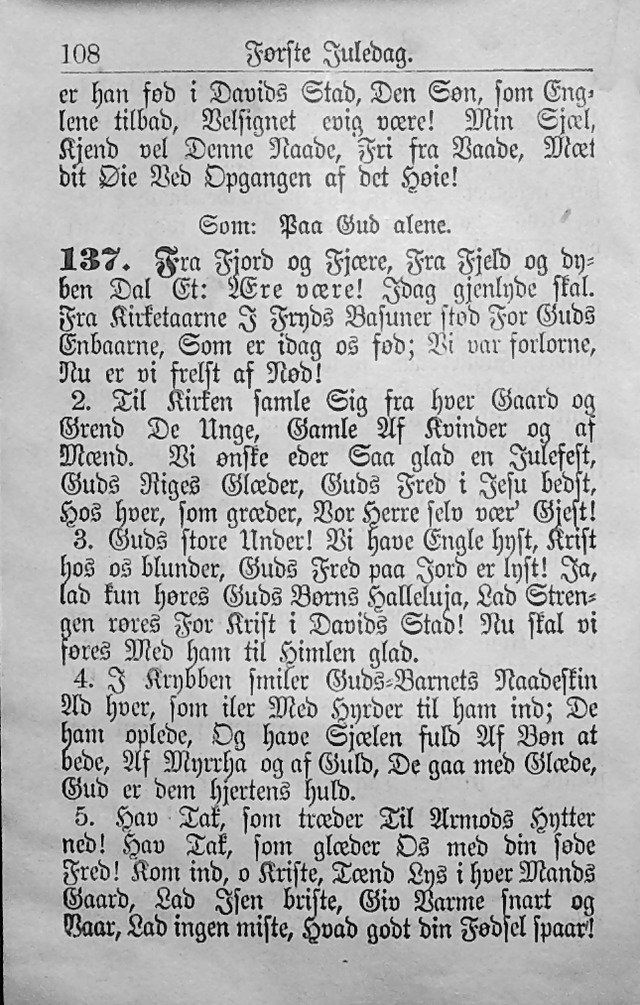 108 Første Juledag.
er han fød i Davids Stad, Den Søn, som Eng-
lene tilbad, Velsignet evig være! Min Sjæl,
Kjend vel Denne Naade, Fri fra Vaade, Mæt
dit Øie Ved Opgangen af det Høie!
Som: Paa Gud alene.
137. Fra Fjord og Fjære, Fra Fjeld og dy-
ben Dal Et: Ære være! Idag gjenlyde skal.
Fra Kirketaarne I Fryds Basuner stød For Guds
Enbaarne, Som er idag os fød; Vi var forlorne,
Nu er vi frelst af Nød!
2. Til Kirken samle Sig fra hver Gaard og
Grend De Unge, Gamle Af Kvinder og af
Mænd. Vi ønske eder Saa glad en Julefest,
Guds Riges Glæder, Guds Fred i Jesu bedst,
Hos hver, som græder, Vor Herre selv vær' Gjest!
3. Guds store Under! Vi have Engle hyst, Krist
hos os blunder, Guds Fred paa Jord er lyst! Ja,
lad kun høres Guds Børns Halleluja, Lad Stren-
gen røres For Krist i Davids Stad! Nu skal vi
føres Med ham til Himlen glad.
4. I Krybben smiler Guds-Barnets Naadeskin
Ad hver, som iler Med Hyrder til ham ind; De
ham oplede, Og have Sjælen fuld Af Bøn at
bede, Af Myrrha og af Guld, De gaa med Glæde,
Gud er dem hjertens huld.
5. Hav Tak, som træder Til Armods Hytter
ned! Hav Tak, som glæder Os med din søde
Fred! Kom ind, o Kriste, Tænd Lys i hver Mands
Gaard, Lad Isen briste, Giv Varme snart og
Vaar, Lad ingen miste, Hvad godt din Fødsel spaar!